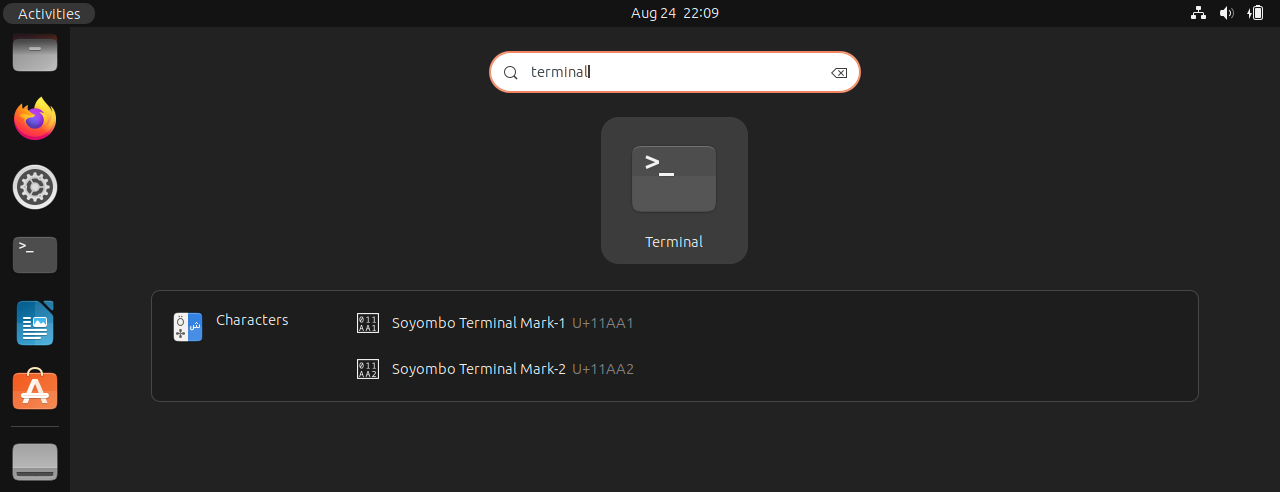 Activities
Aug 24 22:09
terminal
>_
Terminal
>_
Characters
011
AA1
Soyombo Terminal Mark-1 U+11AA1
011
AA2
Soyombo Terminal Mark-2 U+11AA2